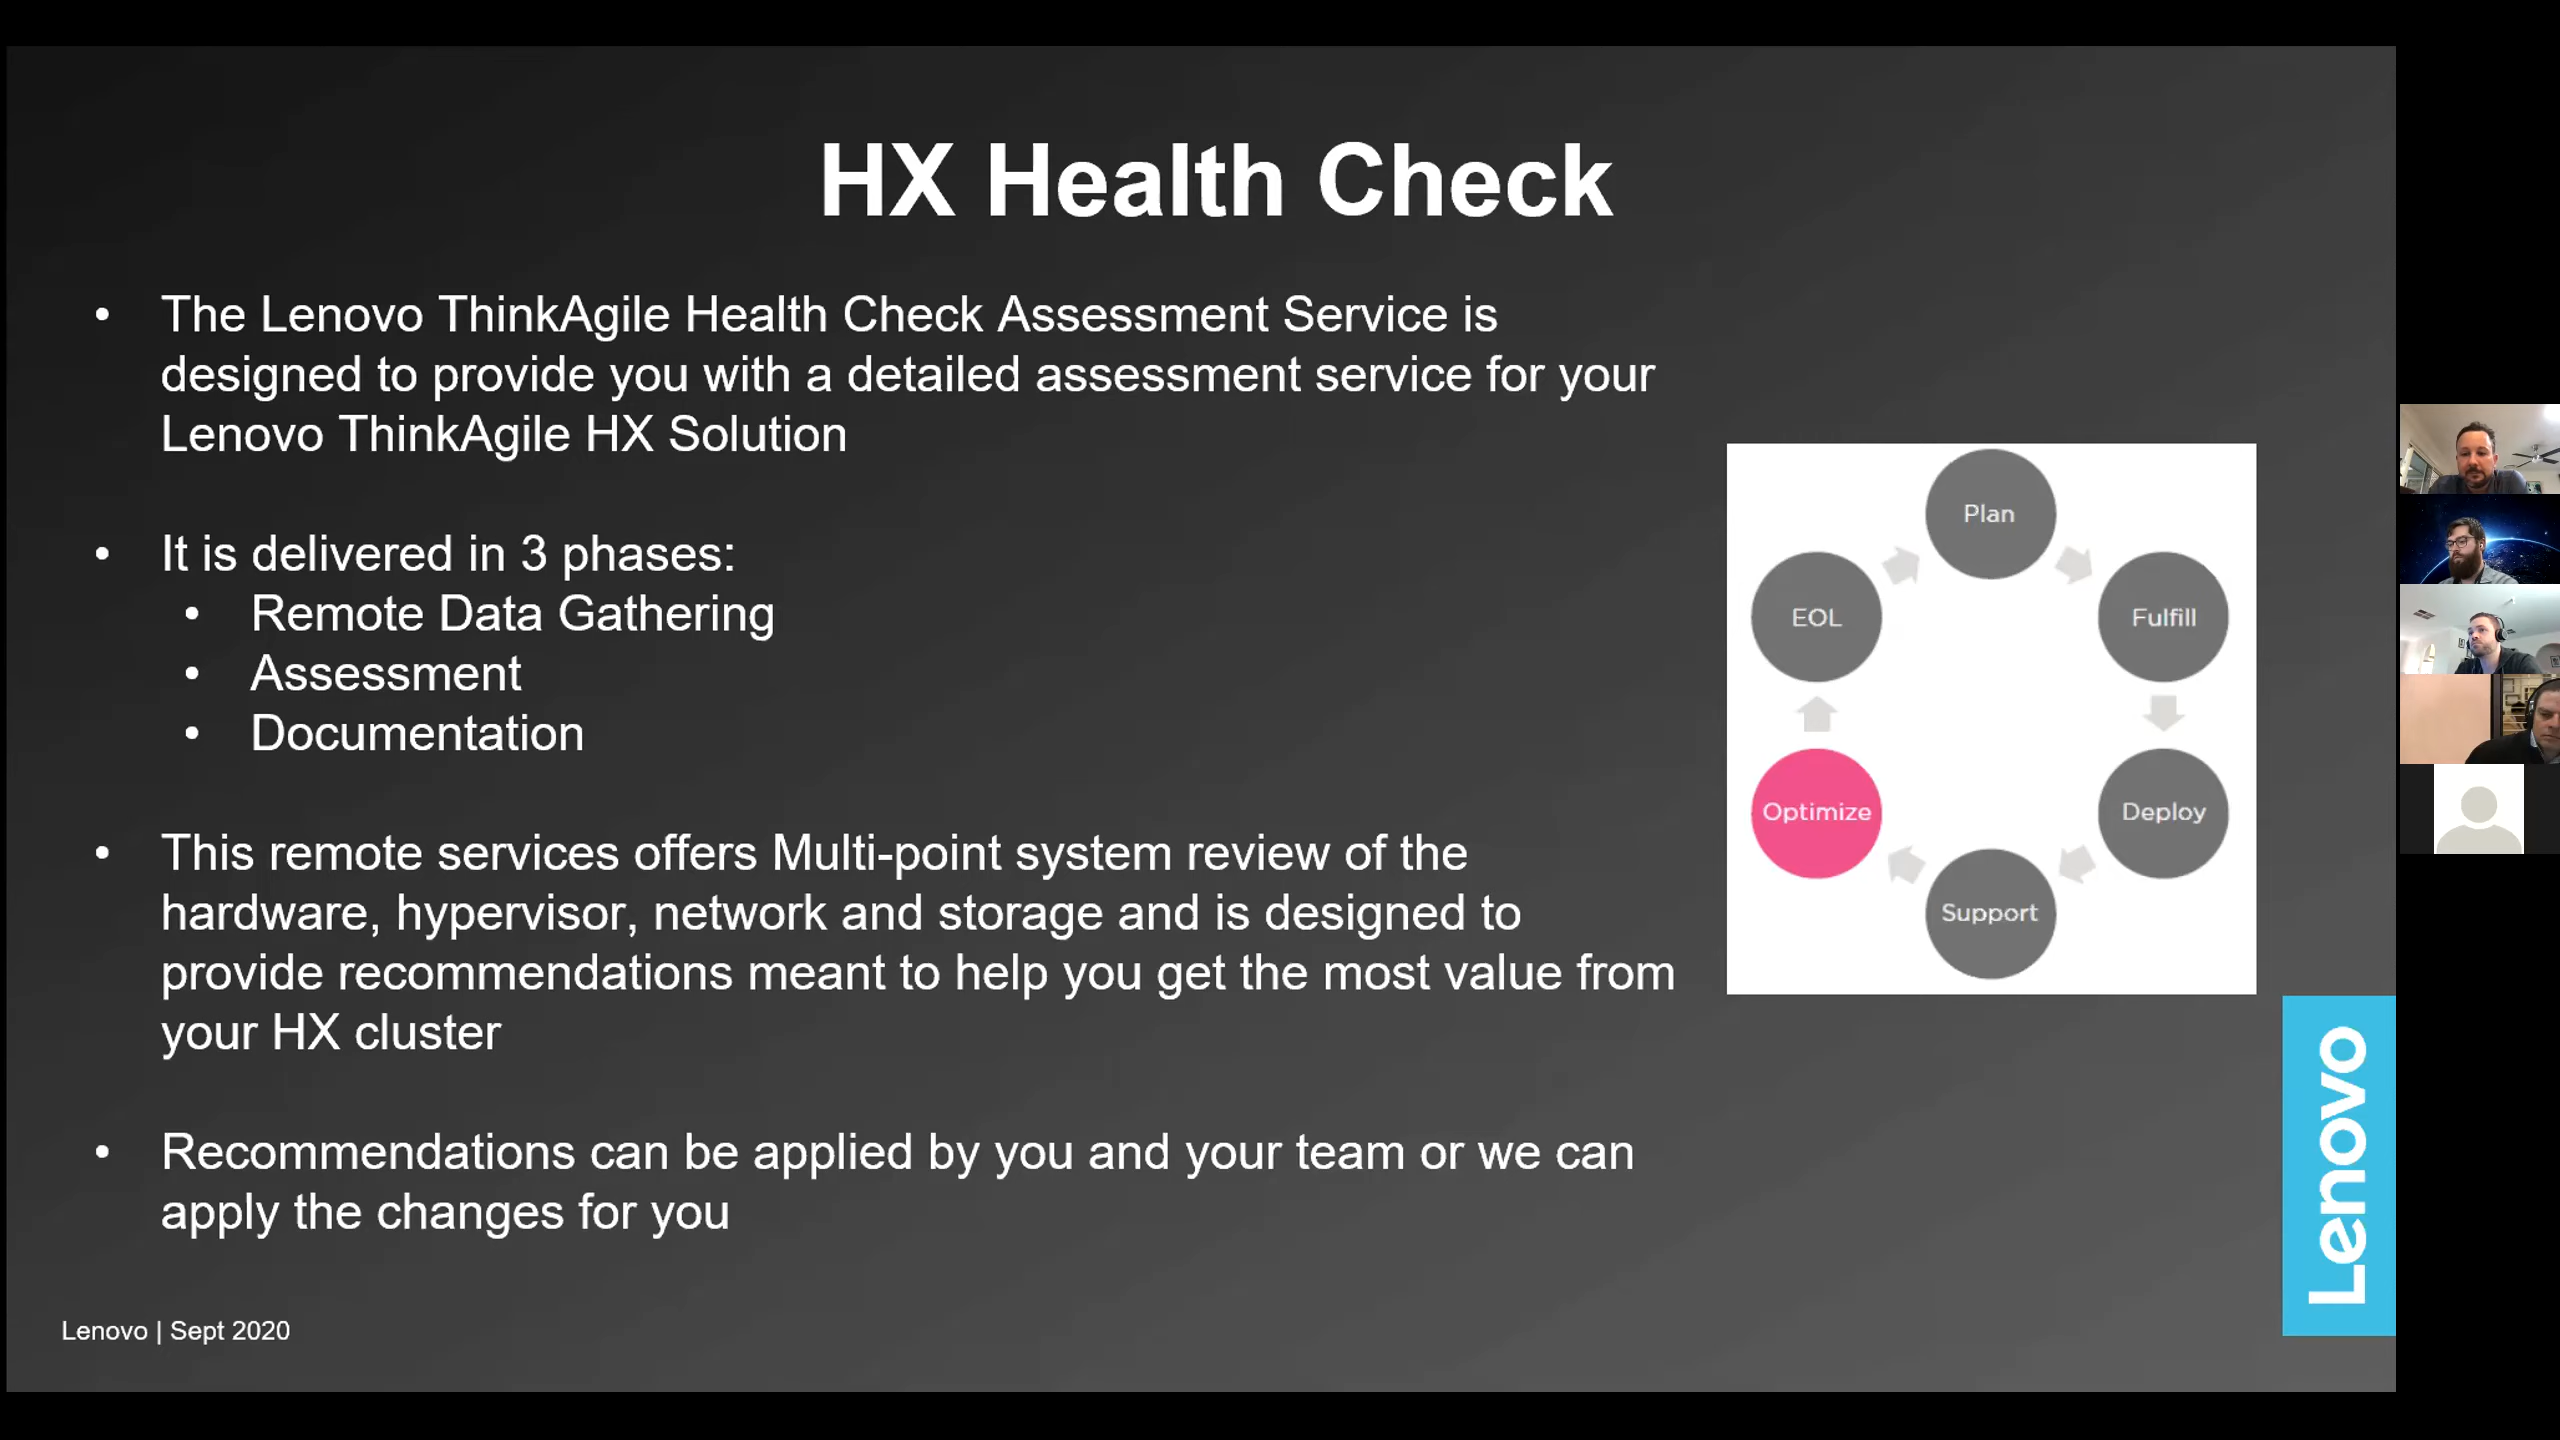 HX Health Check
• The Lenovo ThinkAgile Health Check Assessment Service is
designed to provide you with a detailed assessment service for your
Lenovo ThinkAgile HX Solution
• It is delivered in 3 phases:
• Remote Data Gathering
• Assessment
• Documentation
• This remote services offers Multi-point system review of the
hardware, hypervisor, network and storage and is designed to
provide recommendations meant to help you get the most value from
your HX cluster
• Recommendations can be applied by you and your team or we can
apply the changes for you
Plan
Fulfill
Deploy
Support
Optimize
EOL
Lenovo
Lenovo | Sept 2020